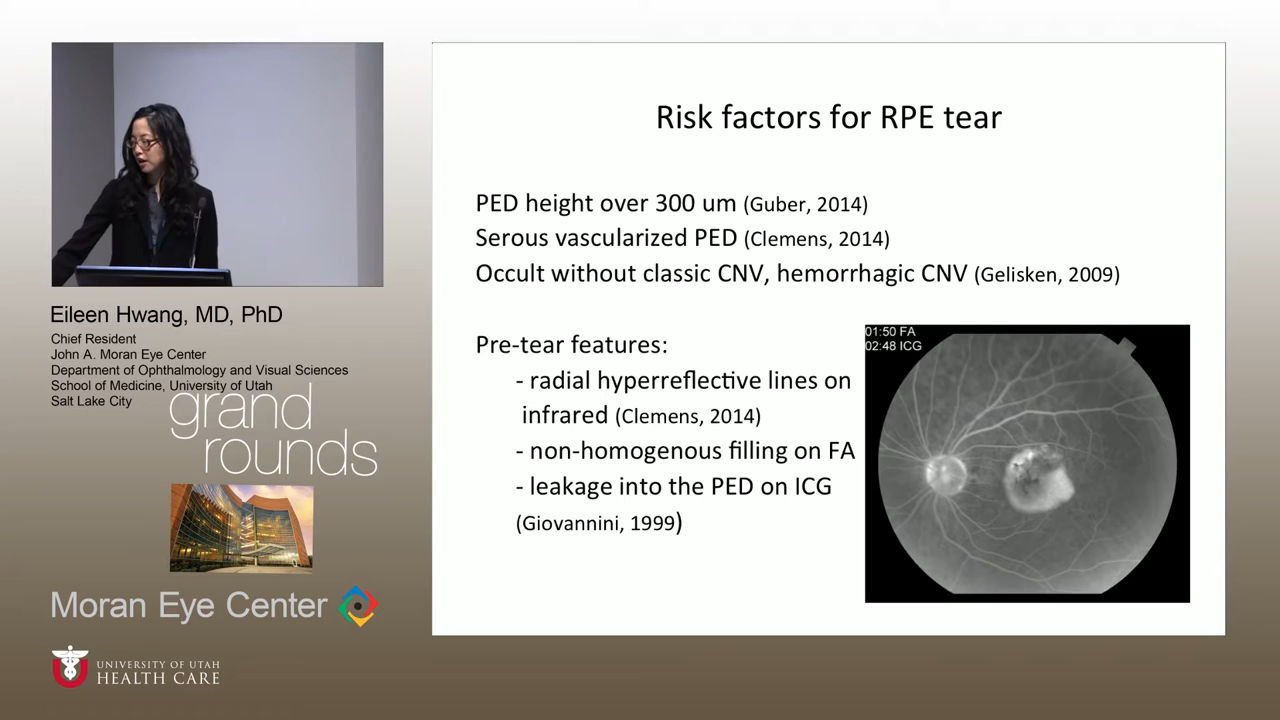 Risk factors for RPE tear
PED height over 300 um (Guber, 2014)
Serous vascularized PED (Clemens, 2014)
Occult without classic CNV, hemorrhagic CNV (Gelisken, 2009)
Pre-tear features:
- radial hyperreflective lines on
infrared (Clemens, 2014)
- non-homogenous filling on FA
- leakage into the PED on ICG
(Giovannini, 1999)
01:50 FA
02:48 ICG
Eileen Hwang, MD, PhD
Chief Resident
John A. Moran Eye Center
Department of Ophthalmology and Visual Sciences
School of Medicine, University of Utah
Salt Lake City
grand
rounds
Moran Eye Center
U
UNIVERSITY OF UTAH
HEALTH CARE